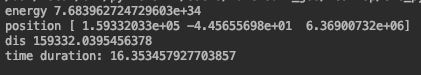 energy 7.683962724729603e+34
position [ 1.59332033e+05 -4.45655698e+01  6.36900732e+06]
dis 159332.0395456378
time duration: 16.353457927703857